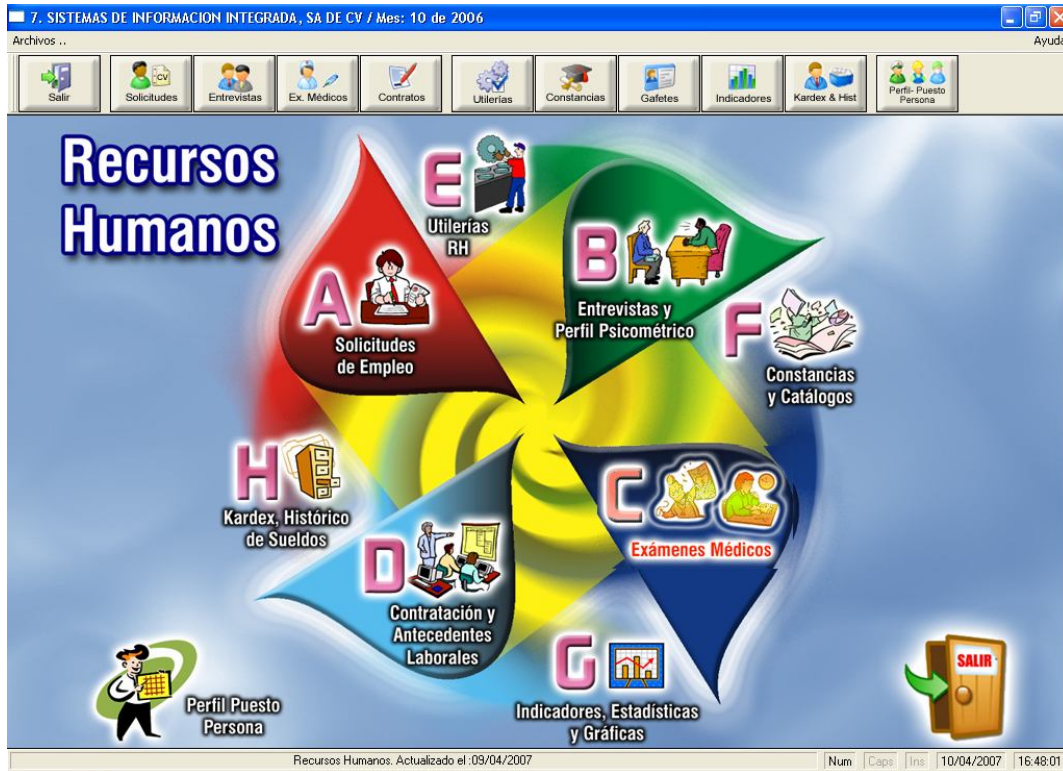 7. SISTEMAS DE INFORMACION INTEGRADA, SA DE CV / Mes: 10 de 2006
Archivos ..
Ayuda
Salir
Solicitudes
CV
Entrevistas
Ex. Médicos
Contratos
Utilerias
Constancias
Gafetes
Indicadores
Kardex & Hist
Perfil- Puesto
Persona
Recursos
Humanos
E
Utilerías
RH
A
Solicitudes
de Empleo
B
Entrevistas y
Perfil Psicométrico
F
Constancias
y Catálogos
H
Kardex, Histórico
de Sueldos
C
Exámenes Médicos
D
Contratación y
Antecedentes
Laborales
G
Indicadores, Estadísticas
y Gráficas
Perfil Puesto
Persona
SALIR
Recursos Humanos. Actualizado el :09/04/2007
Num
Caps
Ins
10/04/2007
16:48:01